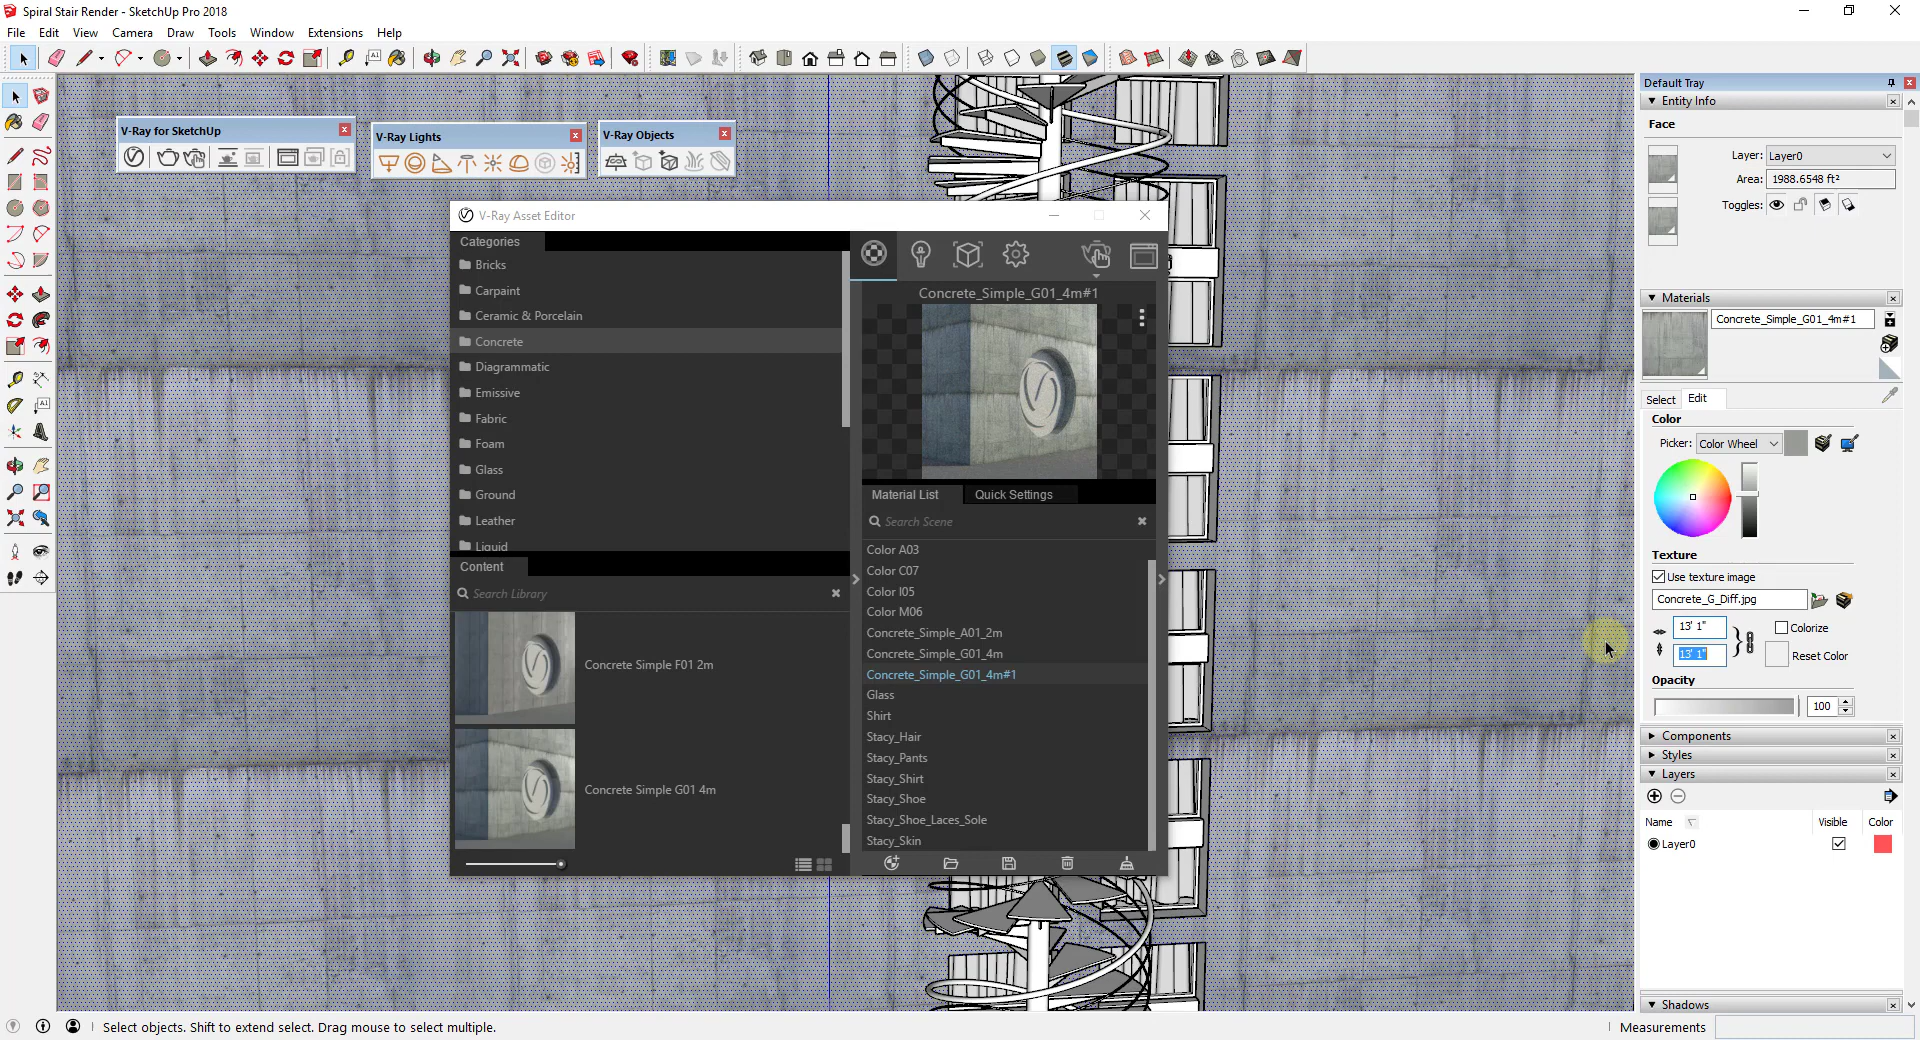 Spiral Stair Render - SketchUp Pro 2018
File Edit View Camera Draw Tools Window Extensions Help
V-Ray for SketchUp
V-Ray Lights
V-Ray Objects
V-Ray Asset Editor
Categories
Bricks
Carpaint
Ceramic & Porcelain
Concrete
Diagrammatic
Emissive
Fabric
Foam
Glass
Ground
Leather
Liquid
Content
Search Library
Concrete Simple F01 2m
Concrete Simple G01 4m
Concrete_Simple_G01_4m#1
Material List Quick Settings
Search Scene
Color A03
Color C07
Color I05
Color M06
Concrete_Simple_A01_2m
Concrete_Simple_G01_4m
Concrete_Simple_G01_4m#1
Glass
Shirt
Stacy_Hair
Stacy_Pants
Stacy_Shirt
Stacy_Shoe
Stacy_Shoe_Laces_Sole
Stacy_Skin
Default Tray
Entity Info
Face
Layer: Layer0
Area: 1988.6548 ft²
Toggles:
Materials
Concrete_Simple_G01_4m#1
Select Edit
Color
Picker: Color Wheel
Texture
Use texture image
Concrete_G_Diff.jpg
13' 1"
Colorize
13' 1"
Reset Color
Opacity
100
Components
Styles
Layers
Name Visible Color
Layer0
Shadows
Select objects. Shift to extend select. Drag mouse to select multiple.
Measurements